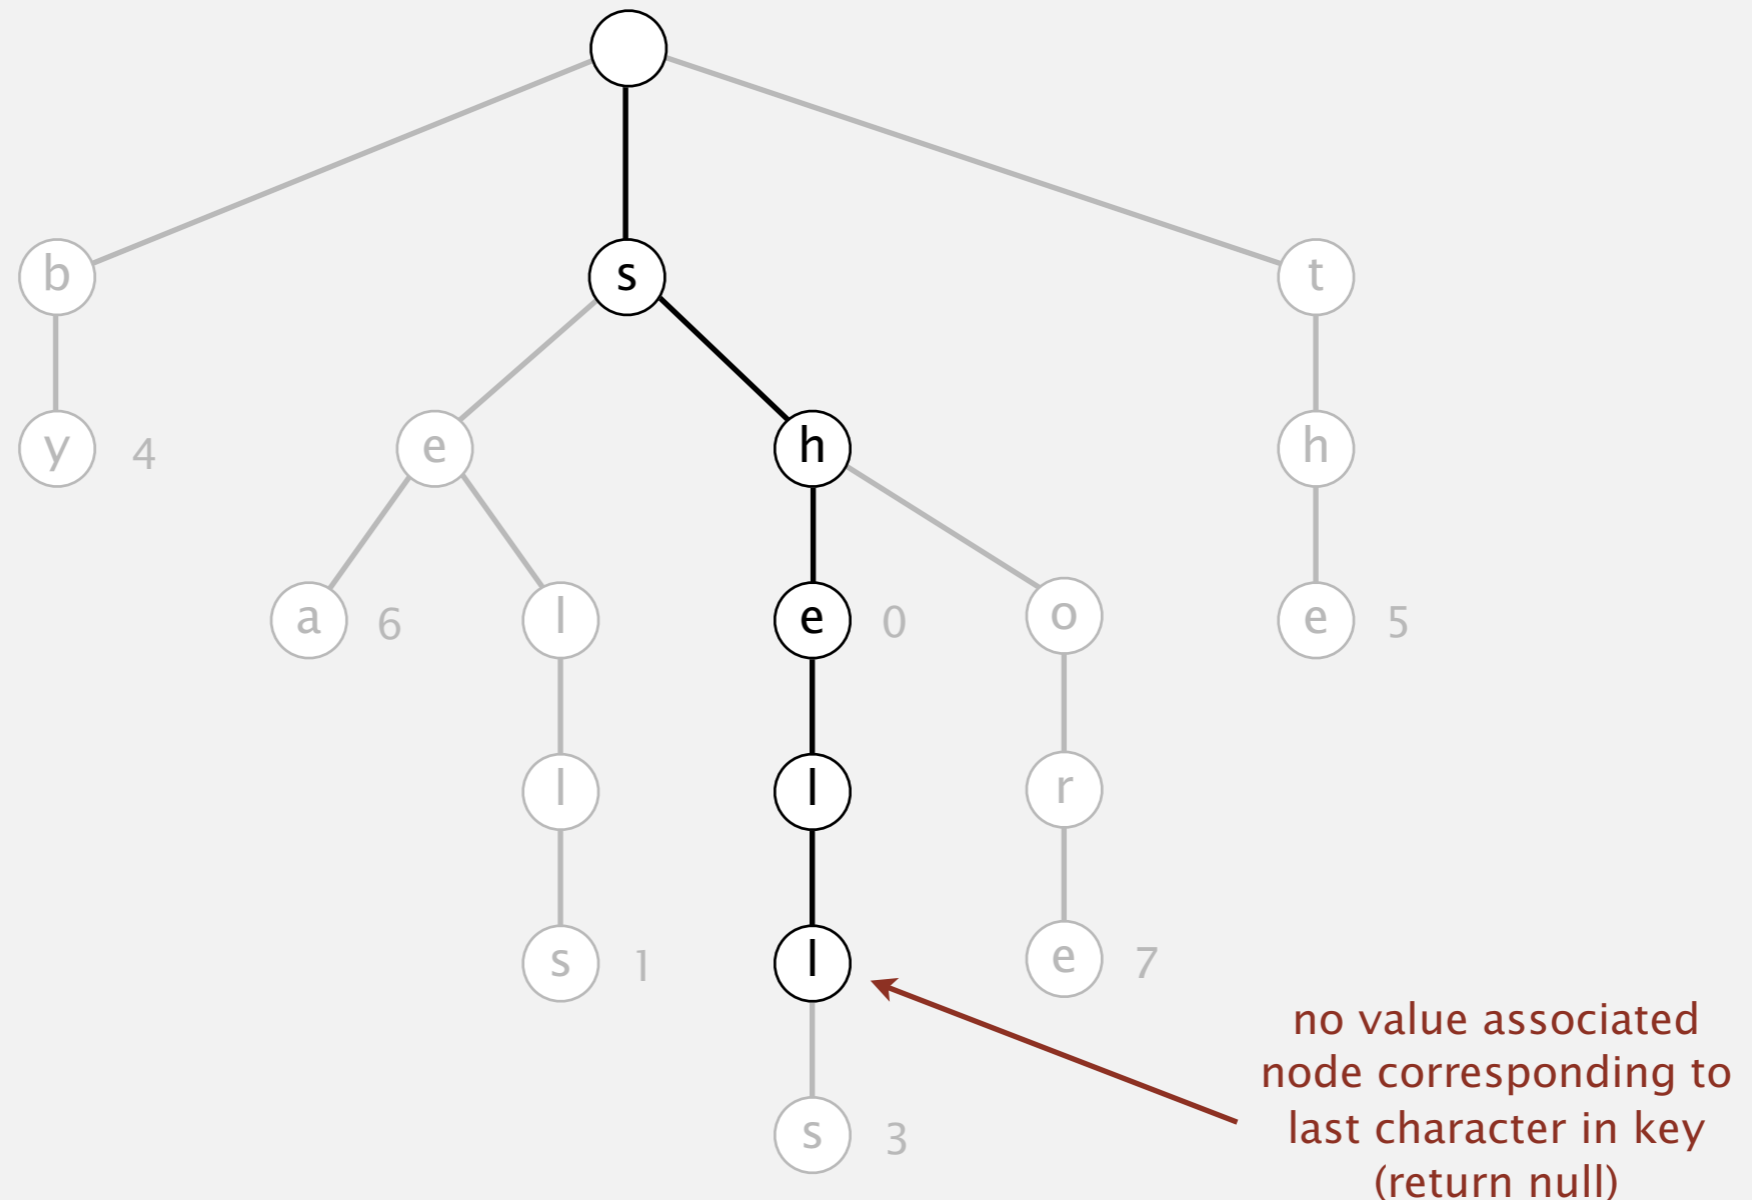 b
s
t
y 4
e
h
h
a 6
l
e 0
o
e 5
l
l
r
s 1
l
e 7
s 3
no value associated
node corresponding to
last character in key
(return null)